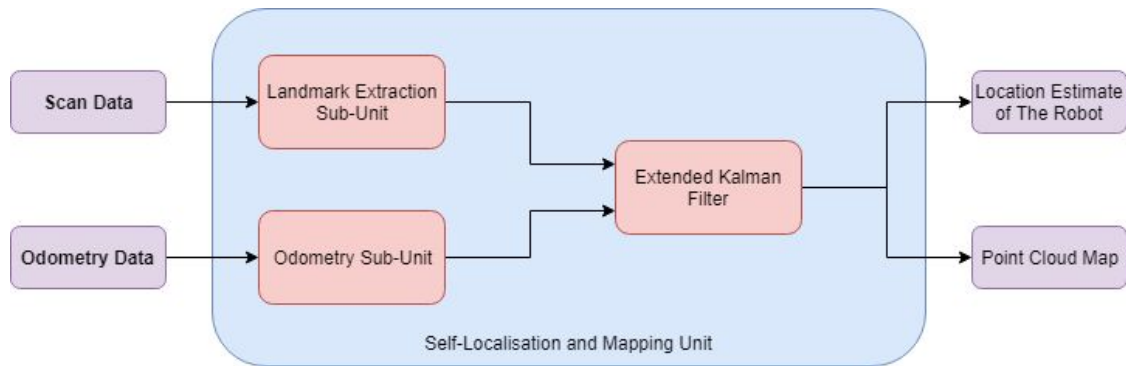 Scan Data
Landmark Extraction
Sub-Unit
Location Estimate
of The Robot
Extended Kalman
Filter
Odometry Data
Odometry Sub-Unit
Point Cloud Map
Self-Localisation and Mapping Unit